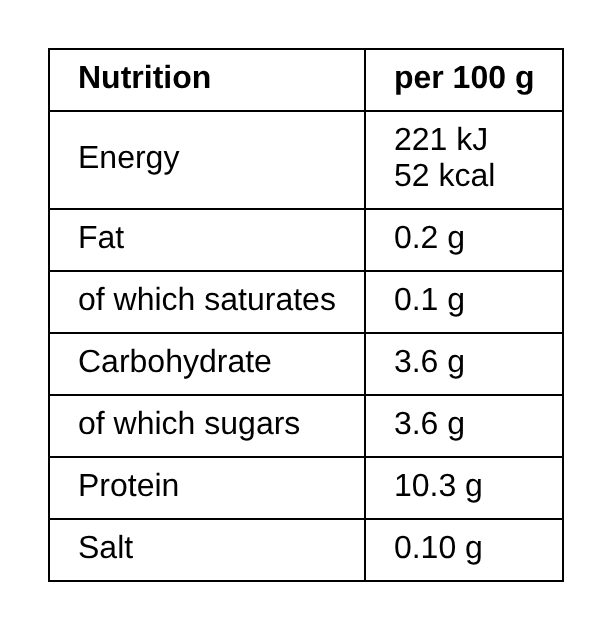 Nutrition per 100 g
Energy 221 kJ
52 kcal
Fat 0.2 g
of which saturates 0.1 g
Carbohydrate 3.6 g
of which sugars 3.6 g
Protein 10.3 g
Salt 0.10 g